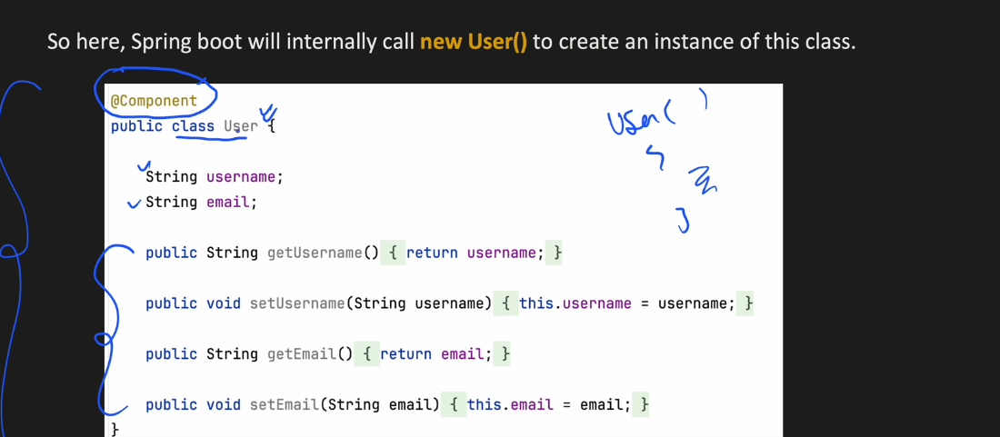 So here, Spring boot will internally call new User() to create an instance of this class.
@Component
public class User {
User( )
{
}
String username;
String email;
public String getUsername() { return username; }
public void setUsername(String username) { this.username = username; }
public String getEmail() { return email; }
public void setEmail(String email) { this.email = email; }
}